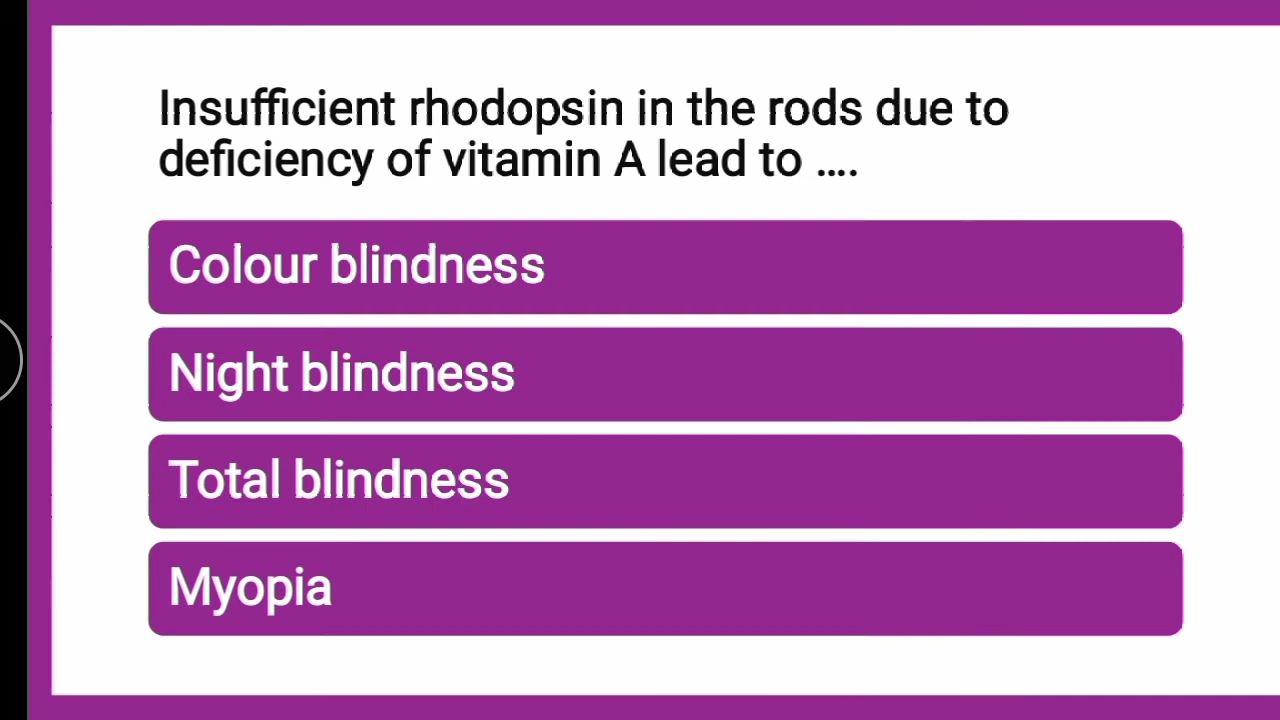 Insufficient rhodopsin in the rods due to
deficiency of vitamin A lead to ....
Colour blindness
Night blindness
Total blindness
Myopia